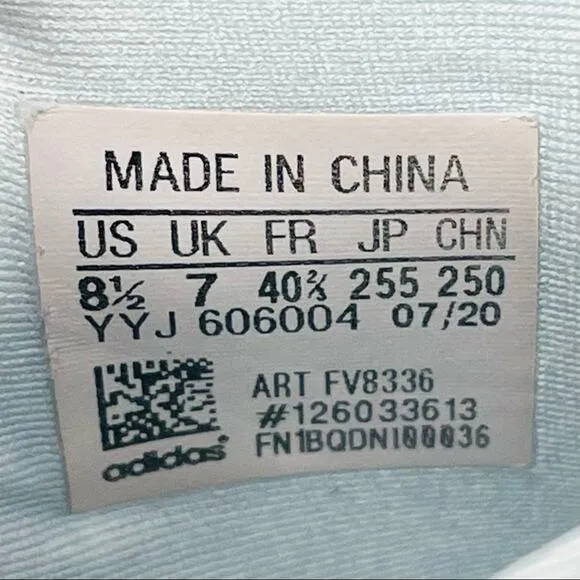 MADE IN CHINA
US UK FR JP CHN
8½ 7 40⅔ 255 250
YYJ 606004 07/20
ART FV8336
#126033613
FN1BQDNI00036
adidas